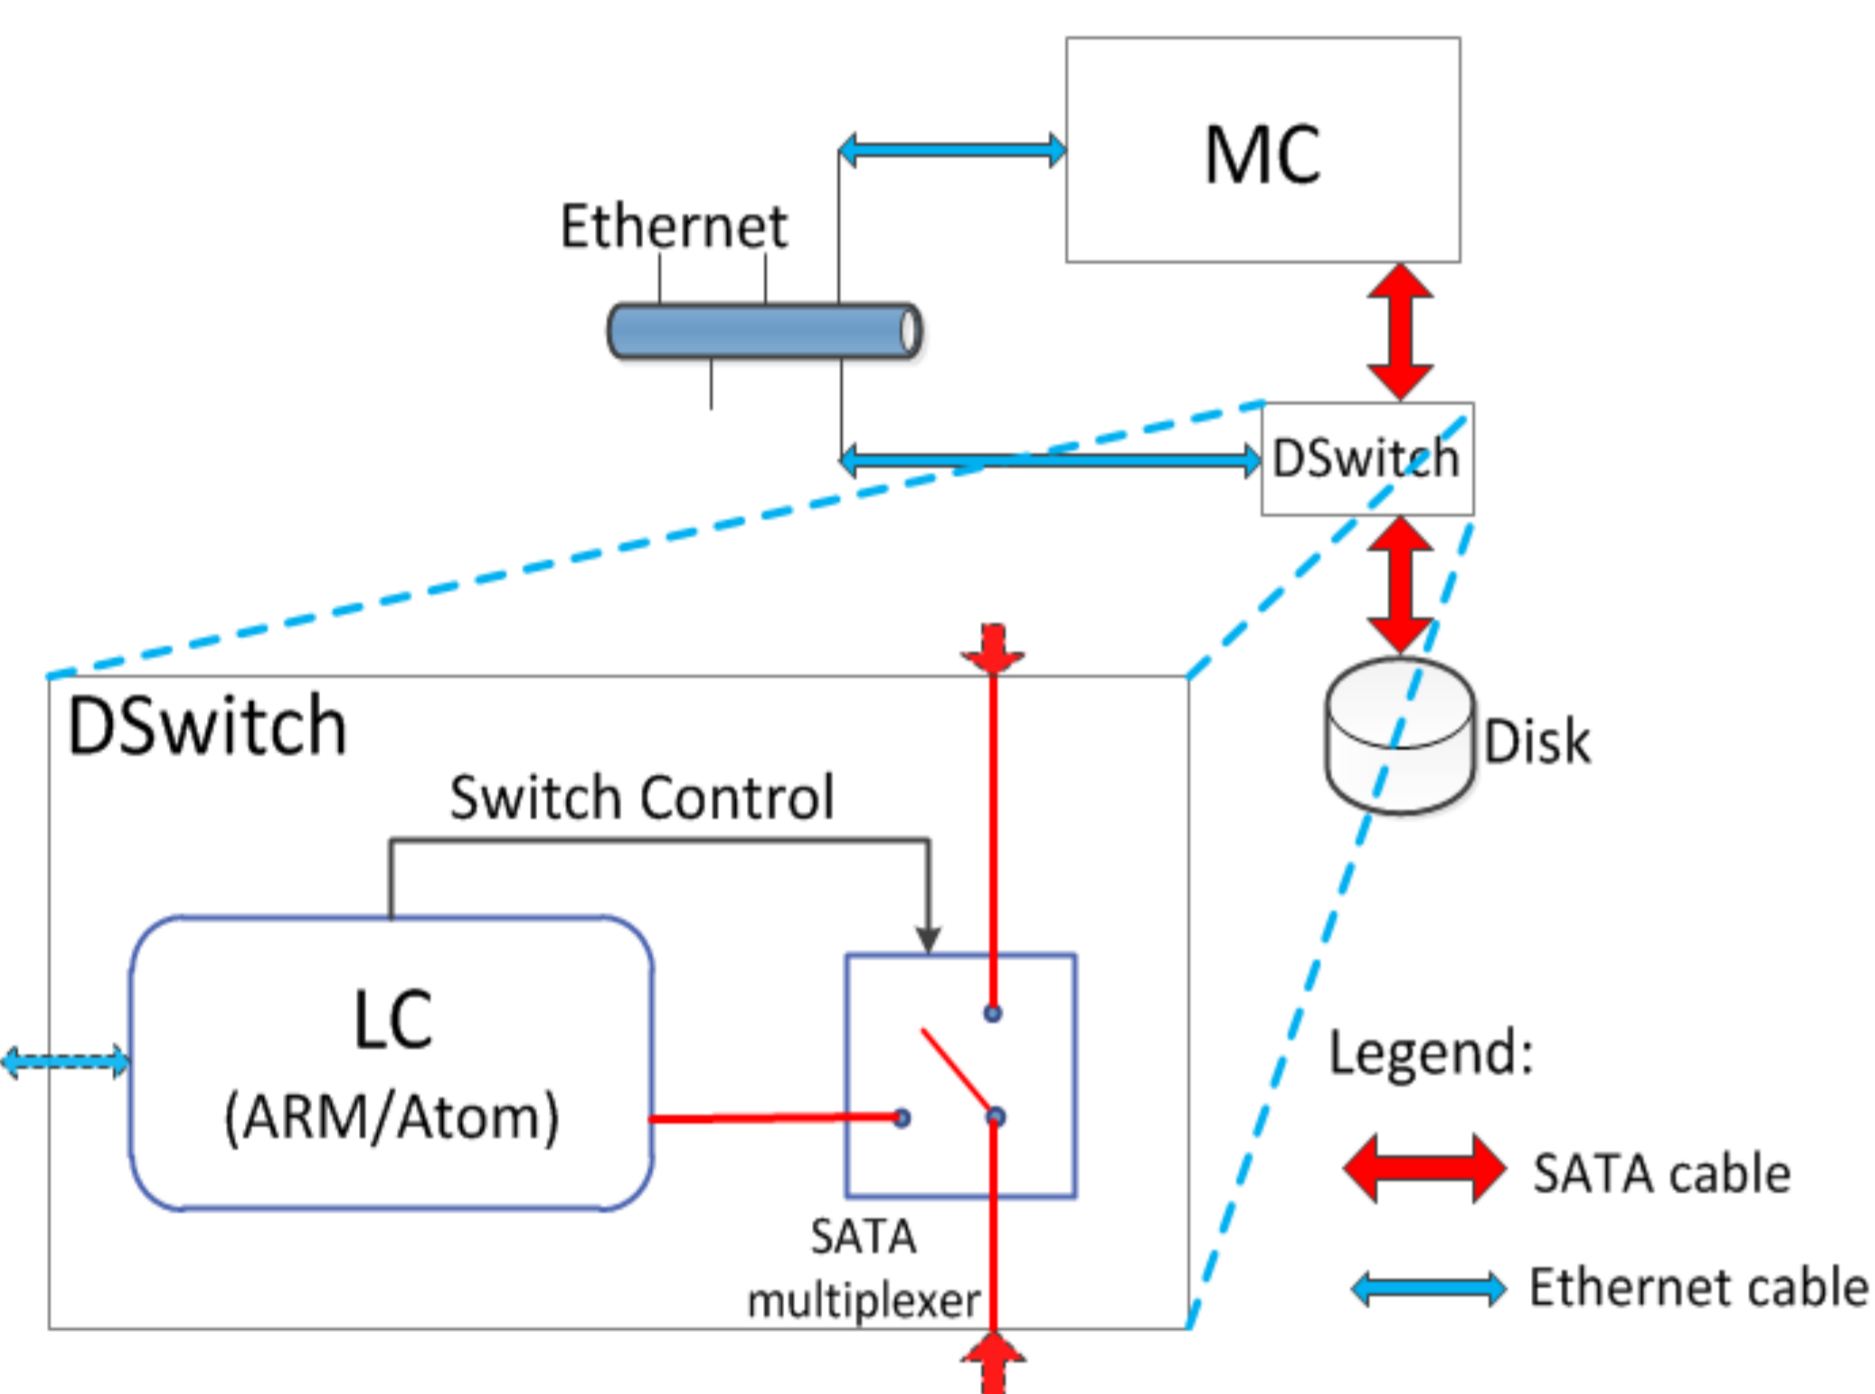 MC
Ethernet
DSwitch
DSwitch
Disk
Switch Control
LC
(ARM/Atom)
SATA
multiplexer
Legend:
SATA cable
Ethernet cable